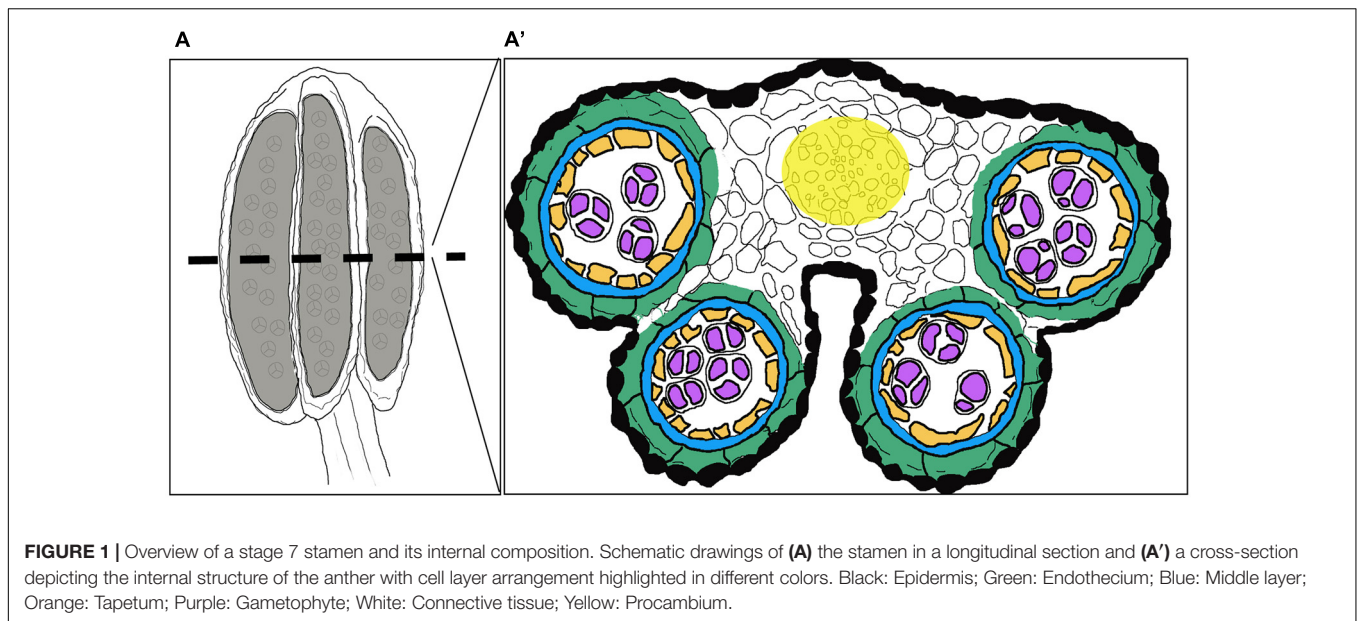 A
A'
FIGURE 1 | Overview of a stage 7 stamen and its internal composition. Schematic drawings of (A) the stamen in a longitudinal section and (A′) a cross-section
depicting the internal structure of the anther with cell layer arrangement highlighted in different colors. Black: Epidermis; Green: Endothecium; Blue: Middle layer;
Orange: Tapetum; Purple: Gametophyte; White: Connective tissue; Yellow: Procambium.